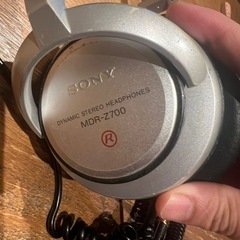 SONY
DYNAMIC STEREO HEADPHONES
MDR-Z700
R